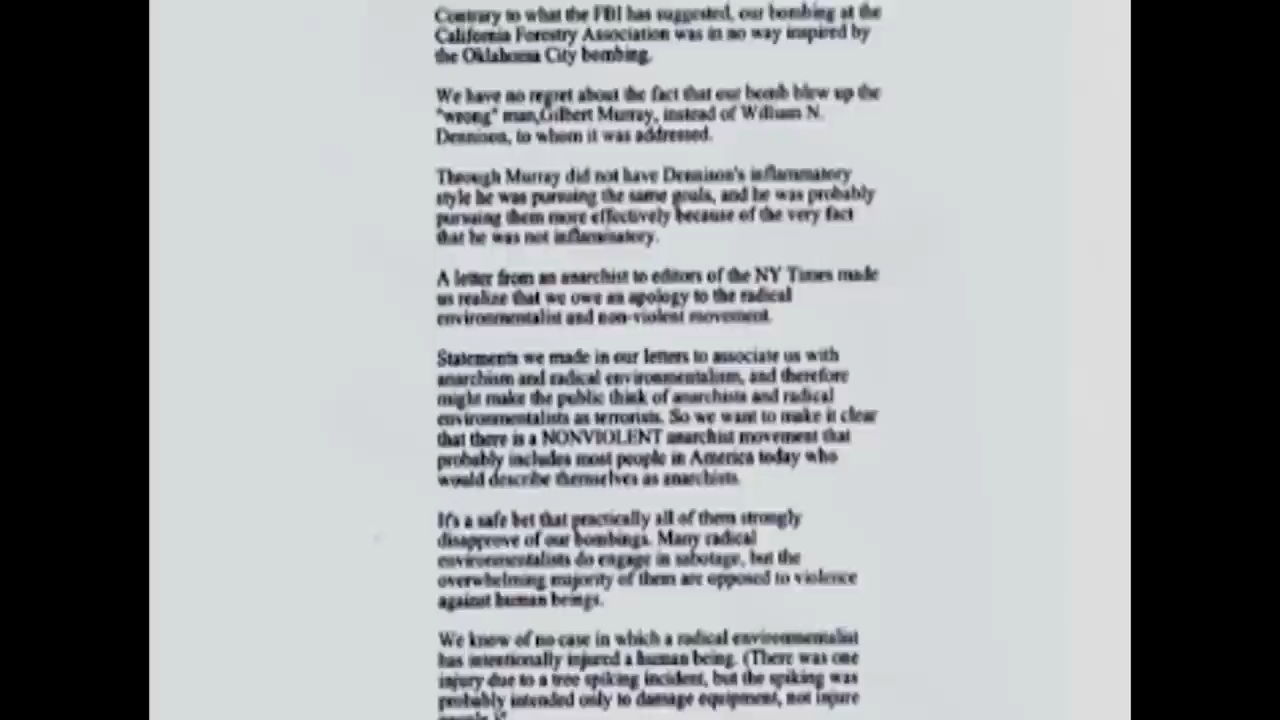 Contrary to what the FBI has suggested, our bombing at the
California Forestry Association was in no way inspired by
the Oklahoma City bombing.
We have no regret about the fact that our bomb blew up the
"wrong" man,Gilbert Murray, instead of William N.
Dennison, to whom it was addressed.
Through Murray did not have Dennison's inflammatory
style he was pursuing the same goals, and he was probably
pursuing them more effectively because of the very fact
that he was not inflammatory.
A letter from an anarchist to editors of the NY Times made
us realize that we owe an apology to the radical
environmentalist and non-violent movement.
Statements we made in our letters to associate us with
anarchism and radical environmentalism, and therefore
might make the public think of anarchists and radical
environmentalists as terrorists. So we want to make it clear
that there is a NONVIOLENT anarchist movement that
probably includes most people in America today who
would describe themselves as anarchists.
It's a safe bet that practically all of them strongly
disapprove of our bombings. Many radical
environmentalists do engage in sabotage, but the
overwhelming majority of them are opposed to violence
against human beings.
We know of no case in which a radical environmentalist
has intentionally injured a human being. (There was one
injury due to a tree spiking incident, but the spiking was
probably intended only to damage equipment, not injure